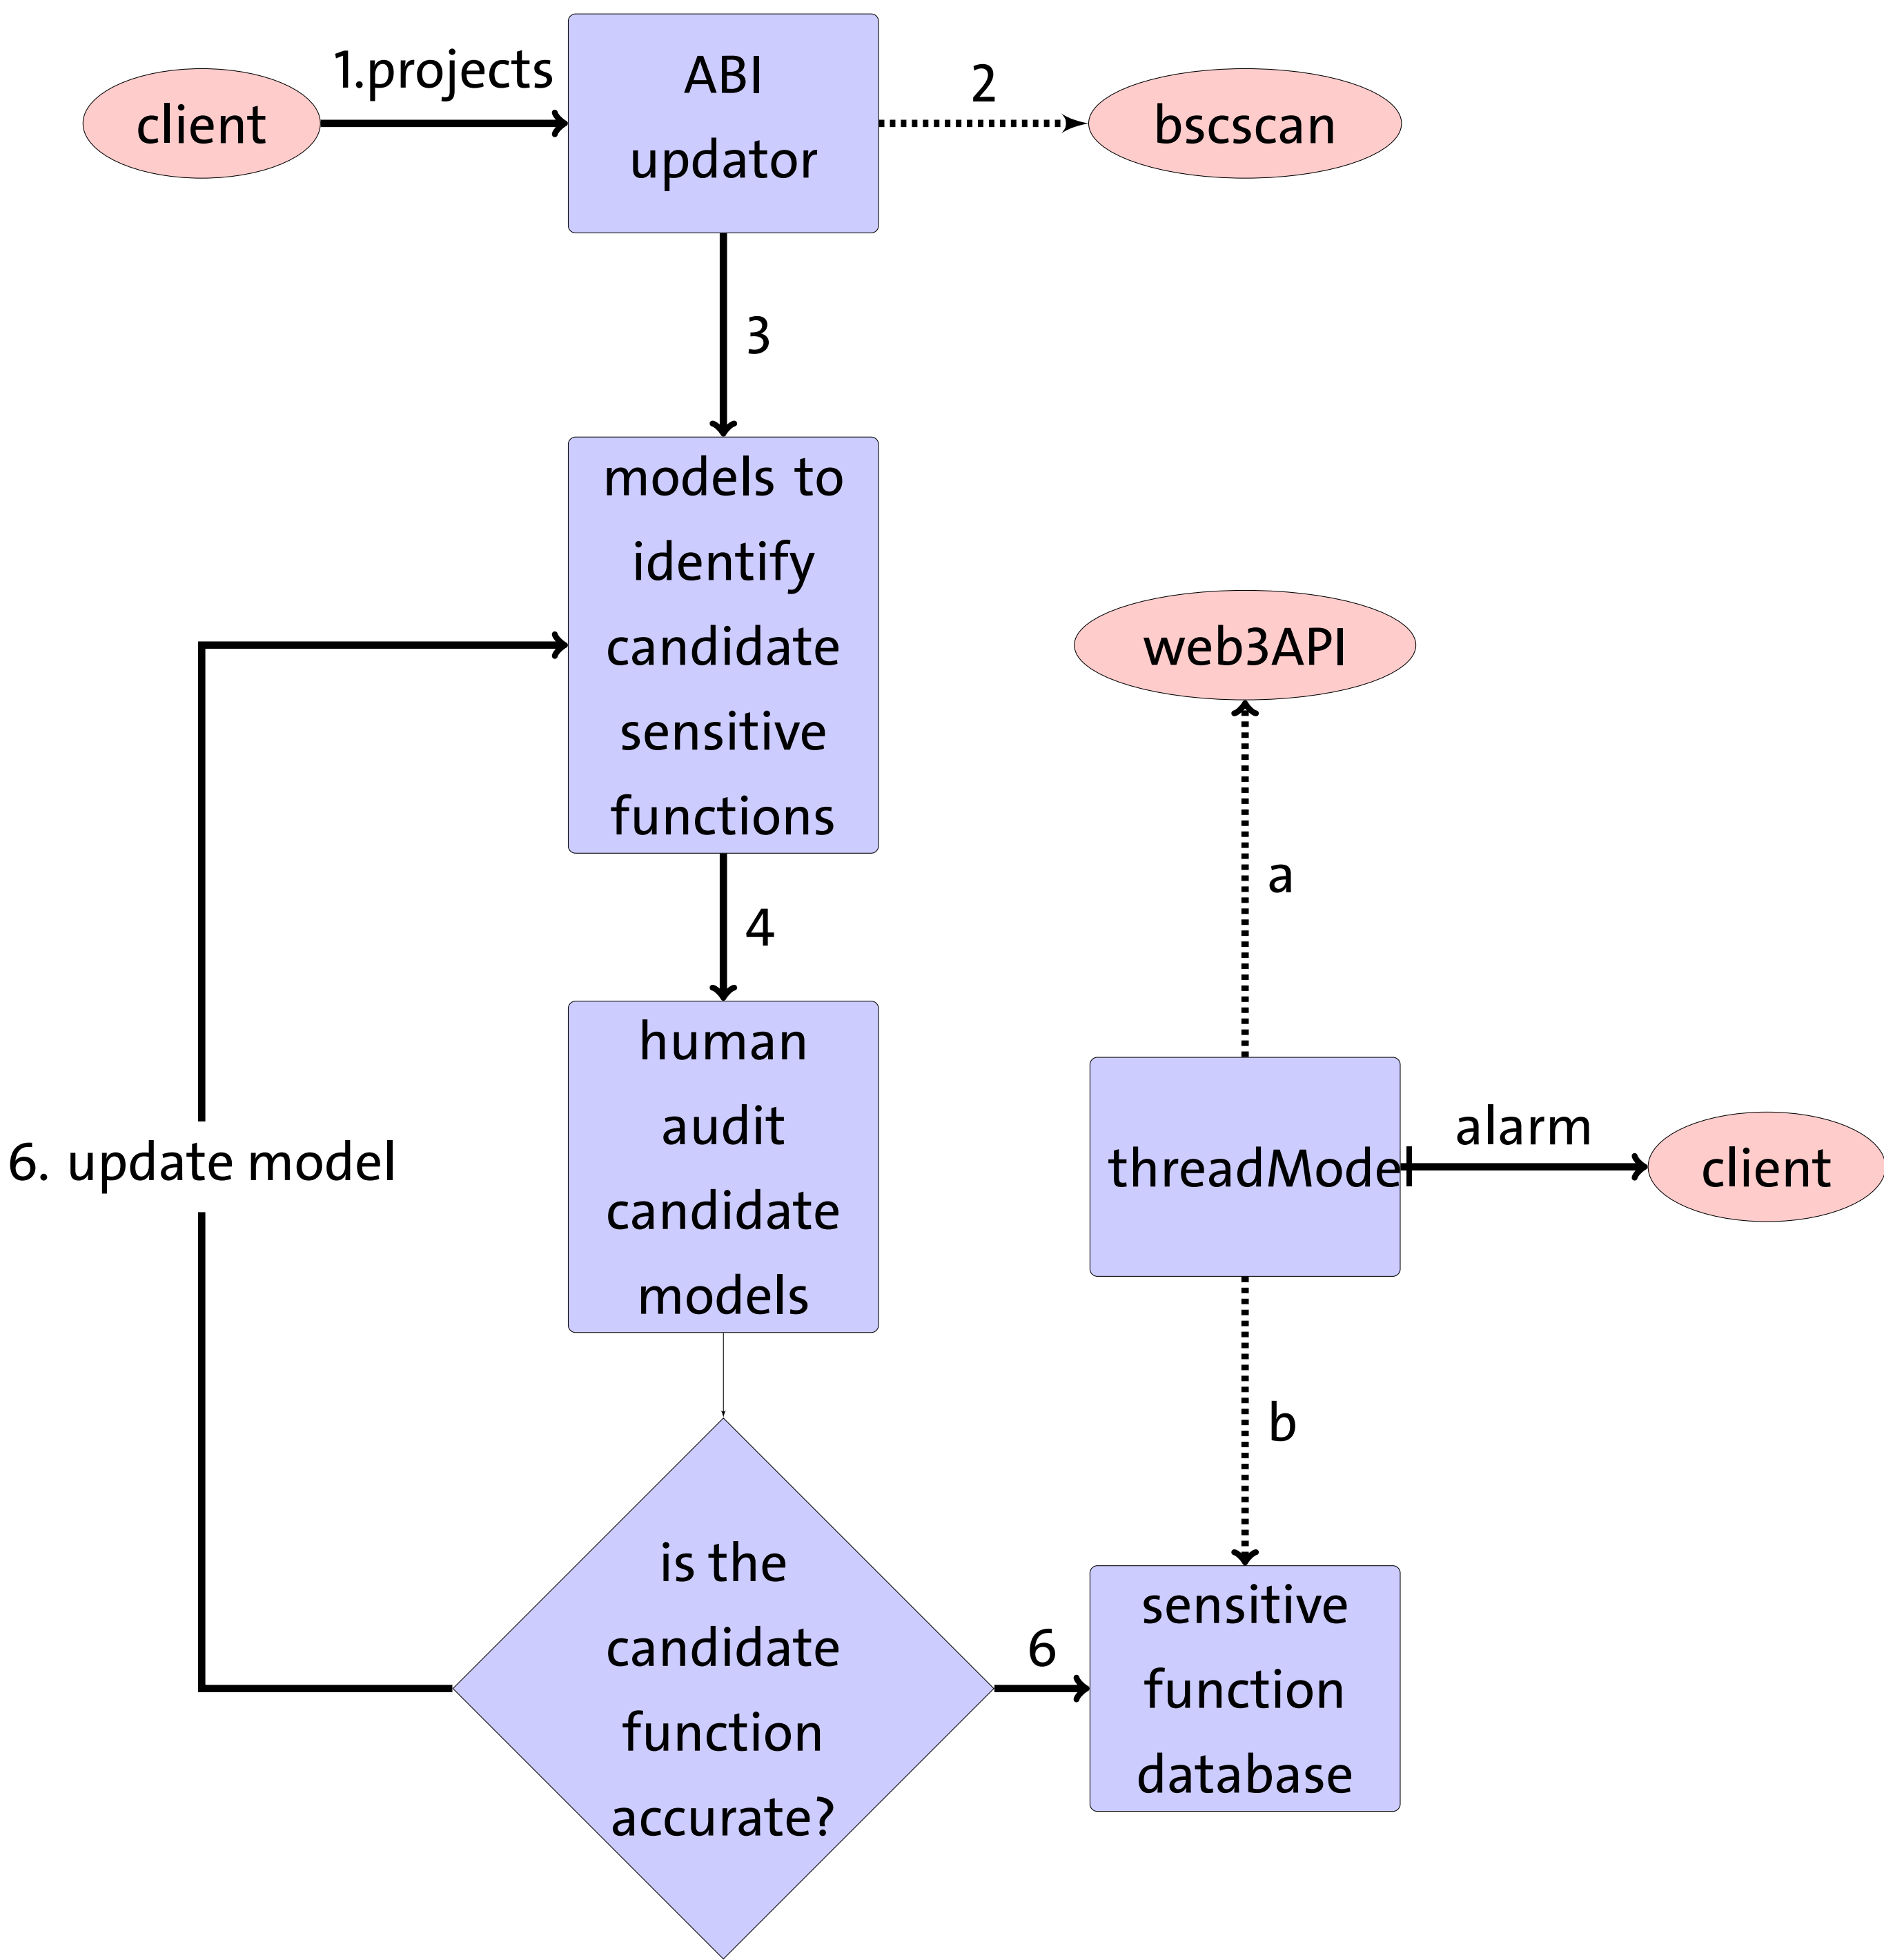 1.projects
client
ABI
updator
2
bscscan
3
models to
identify
candidate
sensitive
functions
web3API
a
4
human
audit
candidate
models
6. update model
threadModel
alarm
client
b
is the
candidate
function
accurate?
6
sensitive
function
database